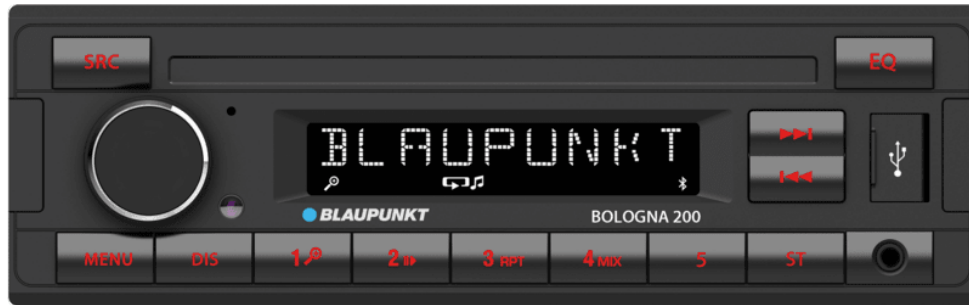 SRC
EQ
BLAUPUNKT
BLAUPUNKT
BOLOGNA 200
MENU
DIS
1
2
3 RPT
4 MIX
5
ST